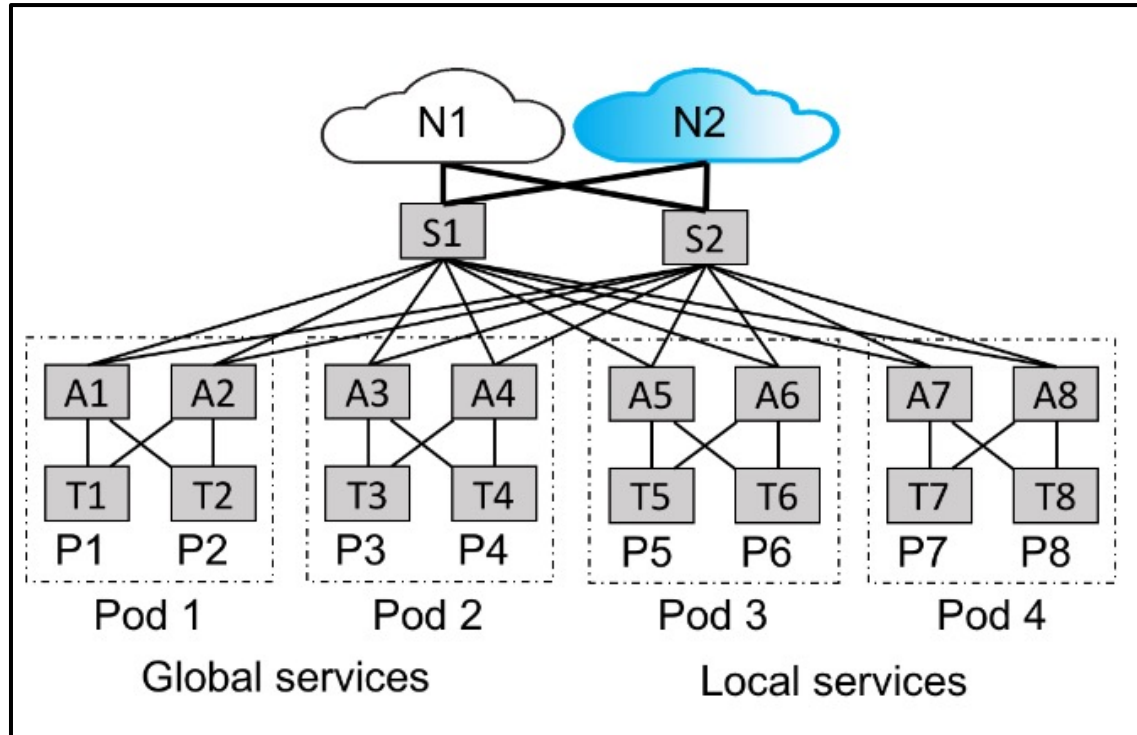 N1 N2
S1 S2
A1 A2 A3 A4 A5 A6 A7 A8
T1 T2 T3 T4 T5 T6 T7 T8
P1 P2 P3 P4 P5 P6 P7 P8
Pod 1 Pod 2 Pod 3 Pod 4
Global services Local services